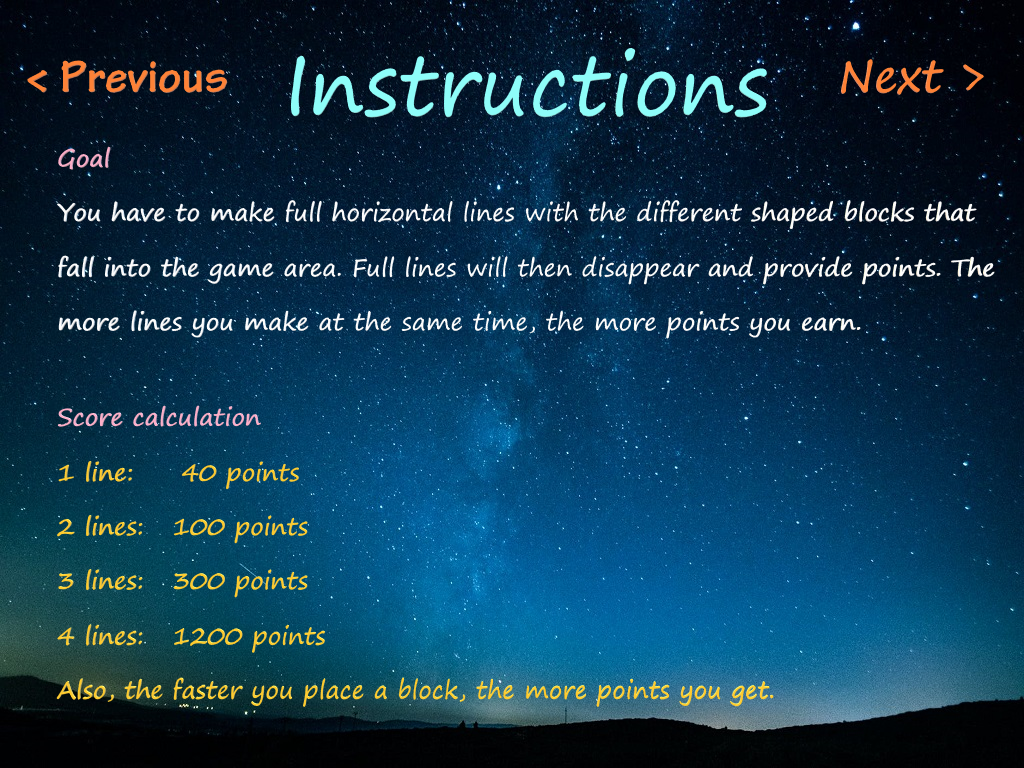 < Previous Instructions Next >
Goal
You have to make full horizontal lines with the different shaped blocks that
fall into the game area. Full lines will then disappear and provide points. The
more lines you make at the same time, the more points you earn.
Score calculation
1 line: 40 points
2 lines: 100 points
3 lines: 300 points
4 lines: 1200 points
Also, the faster you place a block, the more points you get.